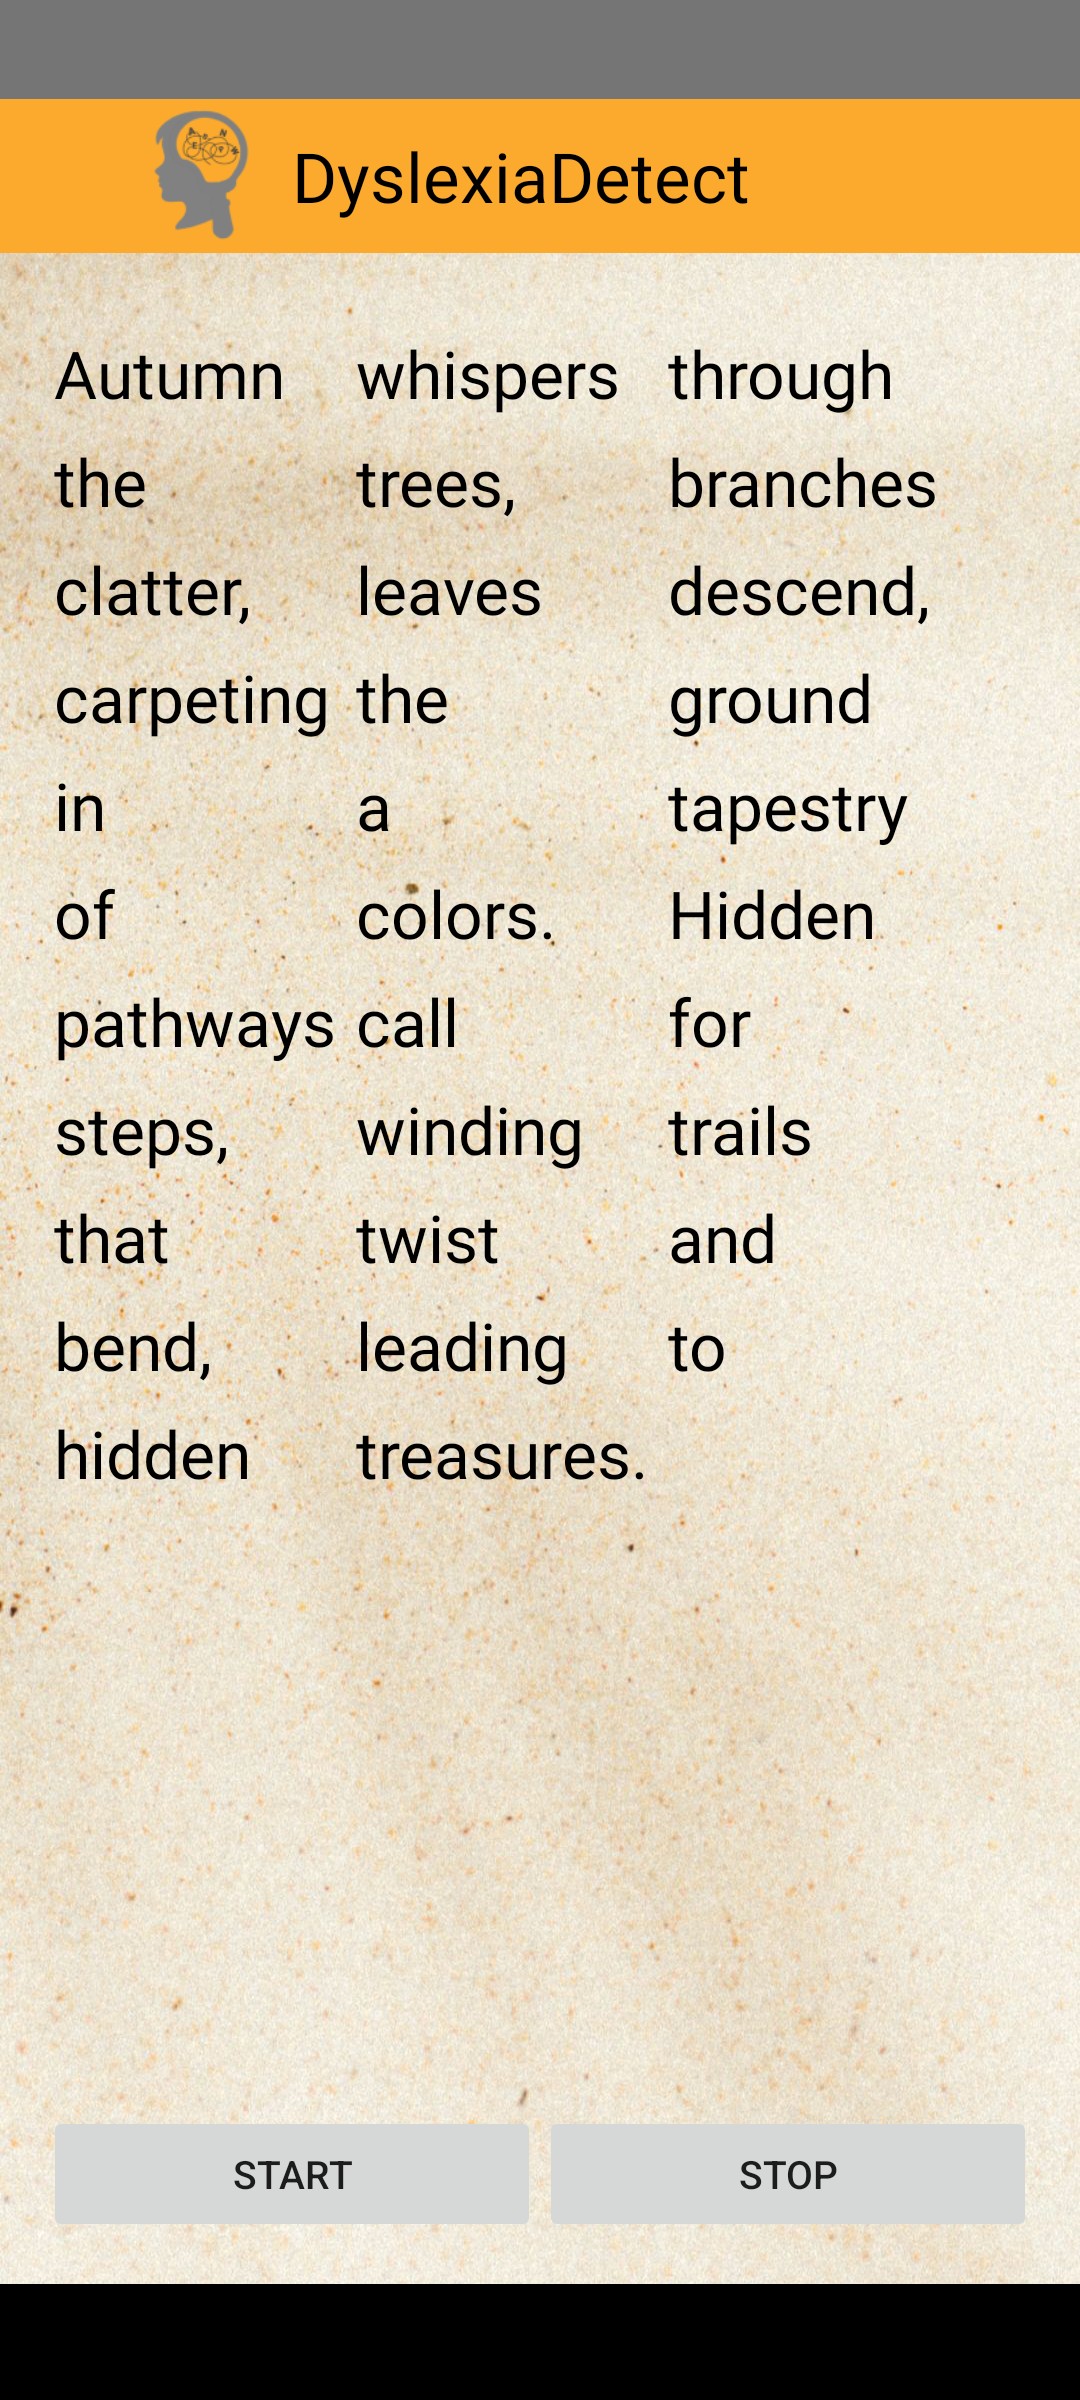 DyslexiaDetect
Autumn whispers through
the trees, branches
clatter, leaves descend,
carpeting the ground
in a tapestry
of colors. Hidden
pathways call for
steps, winding trails
that twist and
bend, leading to
hidden treasures.
START STOP